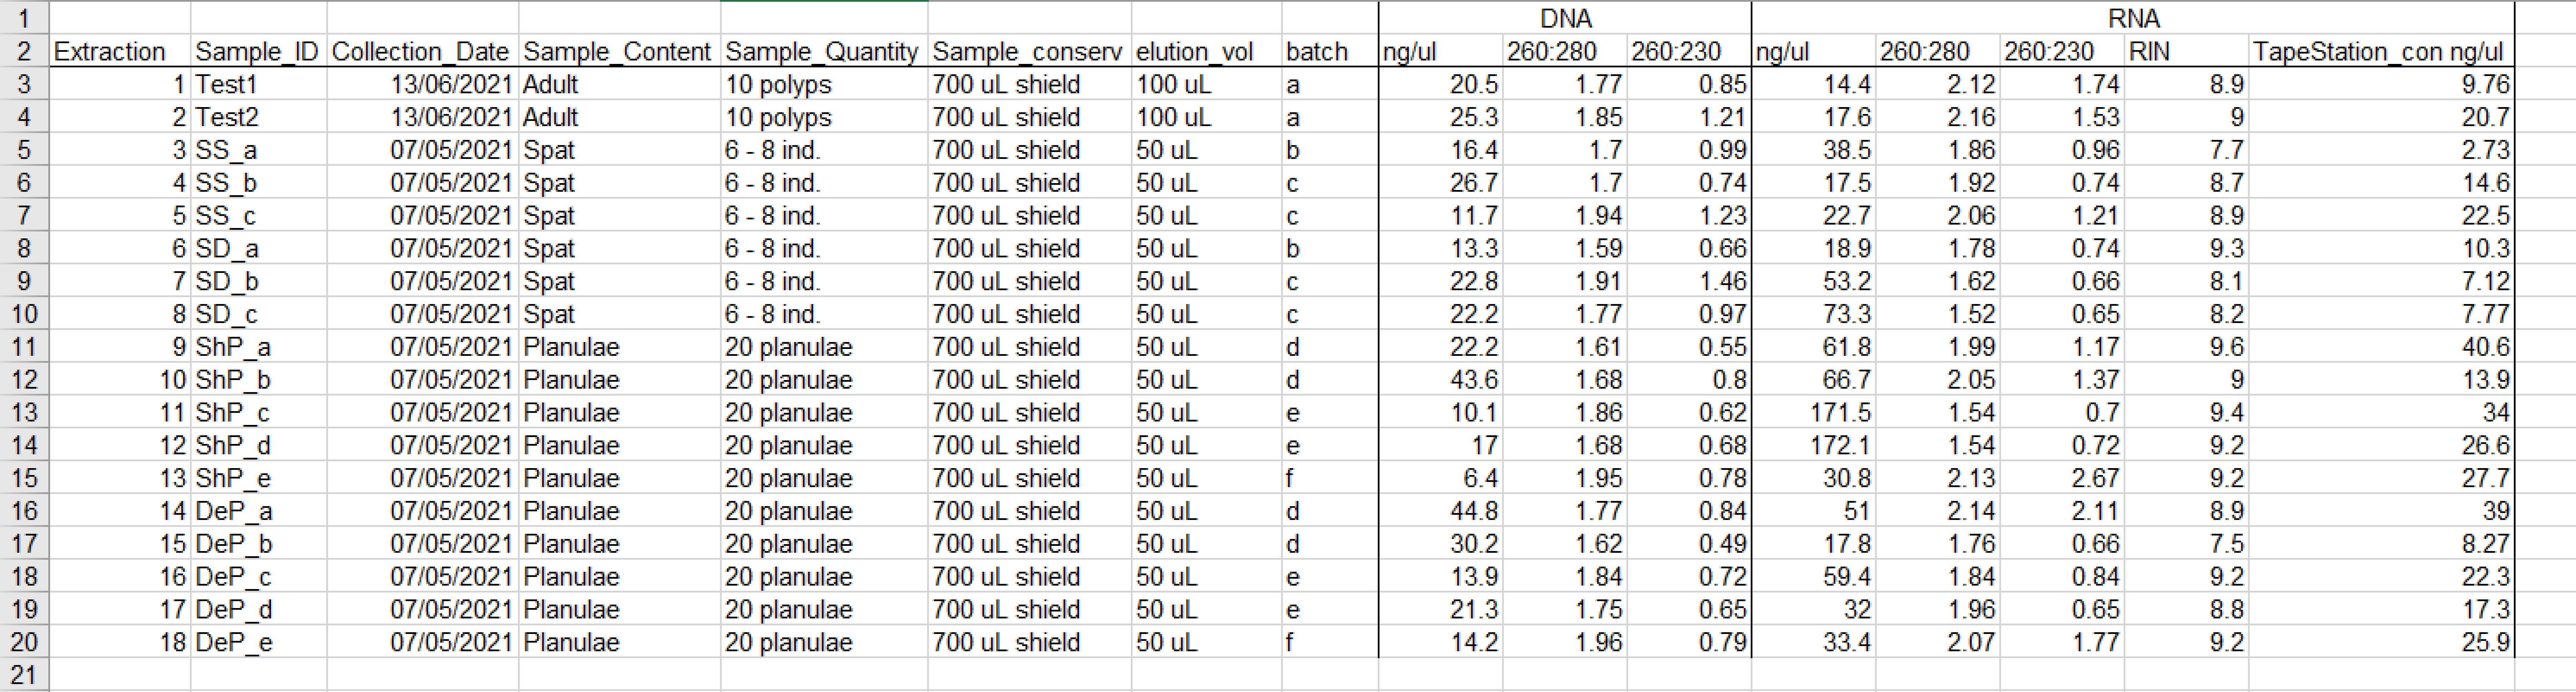 1 DNA RNA
2 Extraction Sample_ID Collection_Date Sample_Content Sample_Quantity Sample_conserv elution_vol batch ng/ul 260:280 260:230 ng/ul 260:280 260:230 RIN TapeStation_con ng/ul
3 1 Test1 13/06/2021 Adult 10 polyps 700 uL shield 100 uL a 20.5 1.77 0.85 14.4 2.12 1.74 8.9 9.76
4 2 Test2 13/06/2021 Adult 10 polyps 700 uL shield 100 uL a 25.3 1.85 1.21 17.6 2.16 1.53 9 20.7
5 3 SS_a 07/05/2021 Spat 6 - 8 ind. 700 uL shield 50 uL b 16.4 1.7 0.99 38.5 1.86 0.96 7.7 2.73
6 4 SS_b 07/05/2021 Spat 6 - 8 ind. 700 uL shield 50 uL c 26.7 1.7 0.74 17.5 1.92 0.74 8.7 14.6
7 5 SS_c 07/05/2021 Spat 6 - 8 ind. 700 uL shield 50 uL c 11.7 1.94 1.23 22.7 2.06 1.21 8.9 22.5
8 6 SD_a 07/05/2021 Spat 6 - 8 ind. 700 uL shield 50 uL b 13.3 1.59 0.66 18.9 1.78 0.74 9.3 10.3
9 7 SD_b 07/05/2021 Spat 6 - 8 ind. 700 uL shield 50 uL c 22.8 1.91 1.46 53.2 1.62 0.66 8.1 7.12
10 8 SD_c 07/05/2021 Spat 6 - 8 ind. 700 uL shield 50 uL c 22.2 1.77 0.97 73.3 1.52 0.65 8.2 7.77
11 9 ShP_a 07/05/2021 Planulae 20 planulae 700 uL shield 50 uL d 22.2 1.61 0.55 61.8 1.99 1.17 9.6 40.6
12 10 ShP_b 07/05/2021 Planulae 20 planulae 700 uL shield 50 uL d 43.6 1.68 0.8 66.7 2.05 1.37 9 13.9
13 11 ShP_c 07/05/2021 Planulae 20 planulae 700 uL shield 50 uL e 10.1 1.86 0.62 171.5 1.54 0.7 9.4 34
14 12 ShP_d 07/05/2021 Planulae 20 planulae 700 uL shield 50 uL e 17 1.68 0.68 172.1 1.54 0.72 9.2 26.6
15 13 ShP_e 07/05/2021 Planulae 20 planulae 700 uL shield 50 uL f 6.4 1.95 0.78 30.8 2.13 2.67 9.2 27.7
16 14 DeP_a 07/05/2021 Planulae 20 planulae 700 uL shield 50 uL d 44.8 1.77 0.84 51 2.14 2.11 8.9 39
17 15 DeP_b 07/05/2021 Planulae 20 planulae 700 uL shield 50 uL d 30.2 1.62 0.49 17.8 1.76 0.66 7.5 8.27
18 16 DeP_c 07/05/2021 Planulae 20 planulae 700 uL shield 50 uL e 13.9 1.84 0.72 59.4 1.84 0.84 9.2 22.3
19 17 DeP_d 07/05/2021 Planulae 20 planulae 700 uL shield 50 uL e 21.3 1.75 0.65 32 1.96 0.65 8.8 17.3
20 18 DeP_e 07/05/2021 Planulae 20 planulae 700 uL shield 50 uL f 14.2 1.96 0.79 33.4 2.07 1.77 9.2 25.9
21